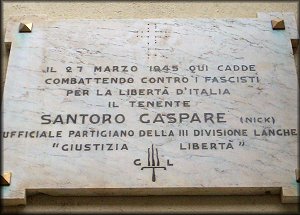 IL 27 MARZO 1945 QUI CADDE
COMBATTENDO CONTRO I FASCISTI
PER LA LIBERTÀ D'ITALIA
IL TENENTE
SANTORO GASPARE (NICK)
UFFICIALE PARTIGIANO DELLA III DIVISIONE LANGHE
"GIUSTIZIA LIBERTÀ"
G L